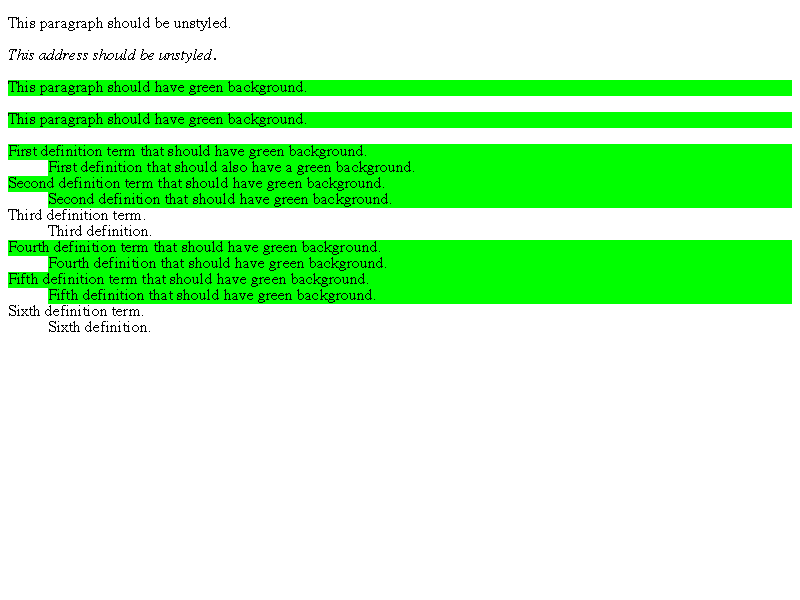 This paragraph should be unstyled.
This address should be unstyled.
This paragraph should have green background.
This paragraph should have green background.
First definition term that should have green background.
First definition that should also have a green background.
Second definition term that should have green background.
Second definition that should have green background.
Third definition term.
Third definition.
Fourth definition term that should have green background.
Fourth definition that should have green background.
Fifth definition term that should have green background.
Fifth definition that should have green background.
Sixth definition term.
Sixth definition.